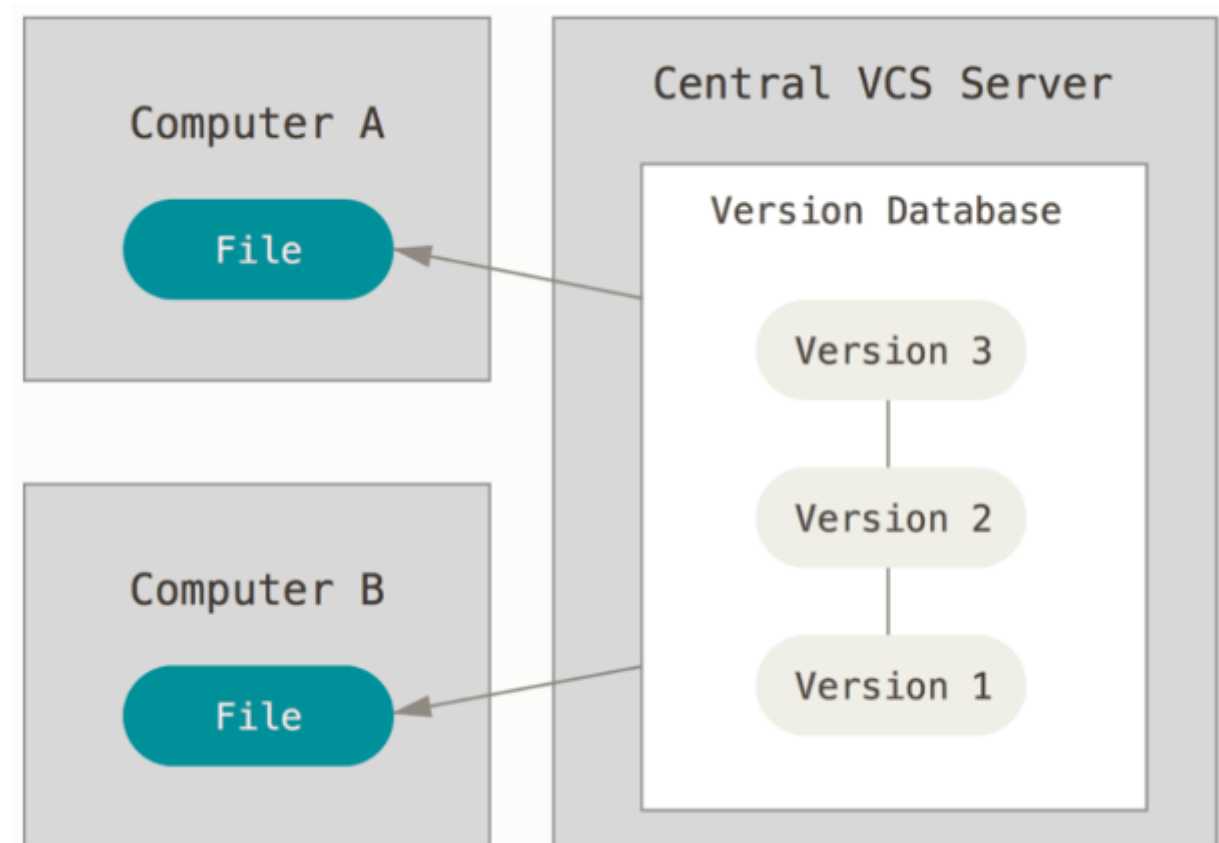 Computer A
File
Computer B
File
Central VCS Server
Version Database
Version 3
Version 2
Version 1